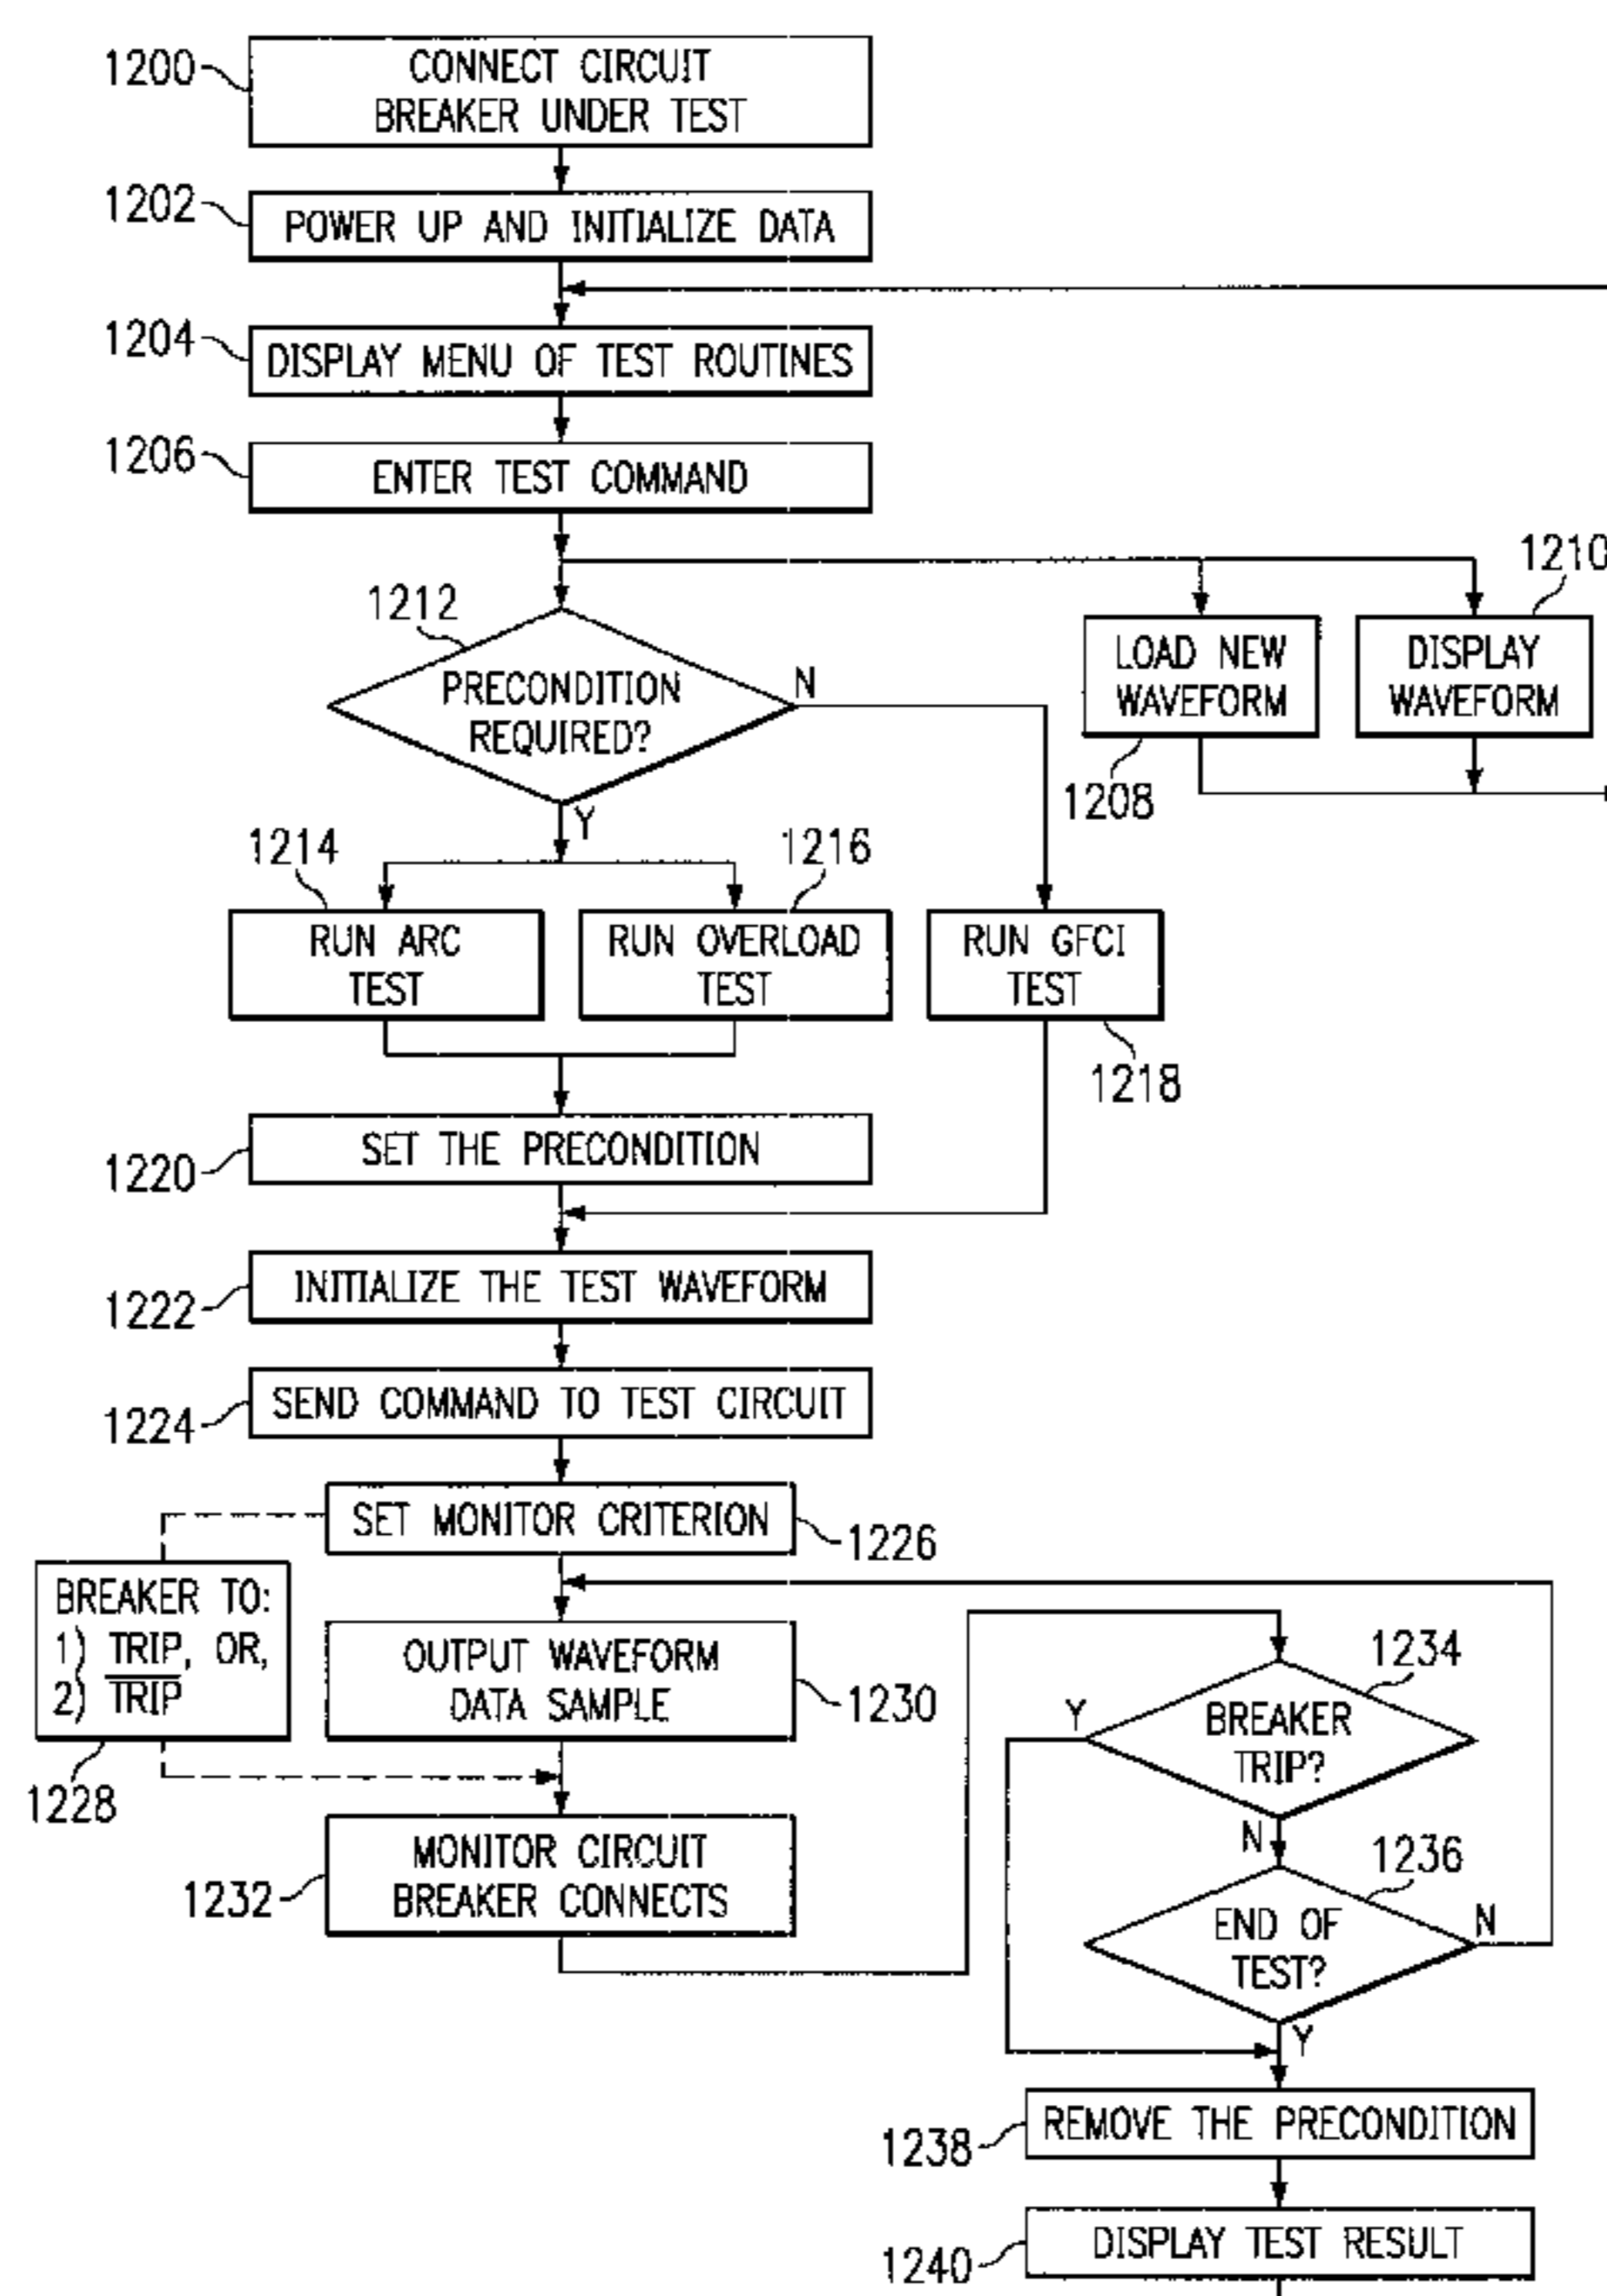 1200
CONNECT CIRCUIT
BREAKER UNDER TEST
1202
POWER UP AND INITIALIZE DATA
1204
DISPLAY MENU OF TEST ROUTINES
1206
ENTER TEST COMMAND
1210
1212
LOAD NEW
WAVEFORM
DISPLAY
WAVEFORM
PRECONDITION
REQUIRED?
N
1208
Y
1214
1216
RUN ARC
TEST
RUN OVERLOAD
TEST
RUN GFCI
TEST
1218
SET THE PRECONDITION
1220
INITIALIZE THE TEST WAVEFORM
1222
SEND COMMAND TO TEST CIRCUIT
1224
SET MONITOR CRITERION
1226
BREAKER TO:
1) TRIP, OR,
2) T̅R̅I̅P̅
1228
OUTPUT WAVEFORM
DATA SAMPLE
1230
MONITOR CIRCUIT
BREAKER CONNECTS
1232
1234
Y
BREAKER
TRIP?
N
1236
END OF
TEST?
N
Y
REMOVE THE PRECONDITION
1238
DISPLAY TEST RESULT
1240